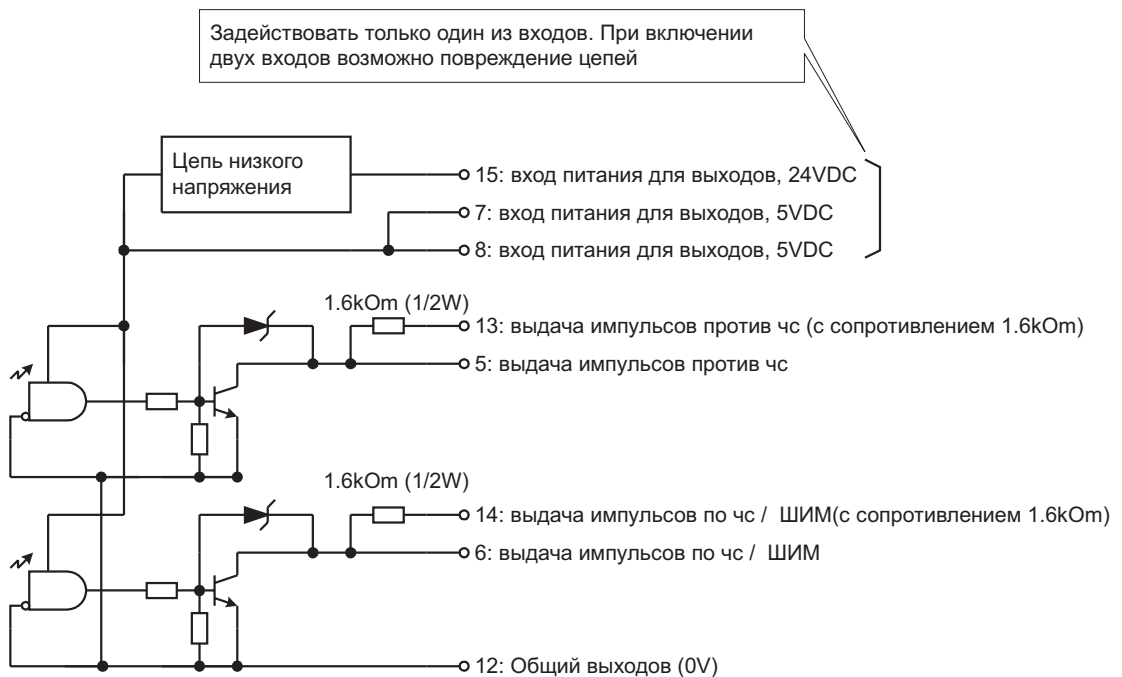 Задействовать только один из входов. При включении
двух входов возможно повреждение цепей
Цепь низкого
напряжения
15: вход питания для выходов, 24VDC
7: вход питания для выходов, 5VDC
8: вход питания для выходов, 5VDC
1.6kOm (1/2W)
13: выдача импульсов против чс (с сопротивлением 1.6kOm)
5: выдача импульсов против чс
1.6kOm (1/2W)
14: выдача импульсов по чс / ШИМ(с сопротивлением 1.6kOm)
6: выдача импульсов по чс / ШИМ
12: Общий выходов (0V)